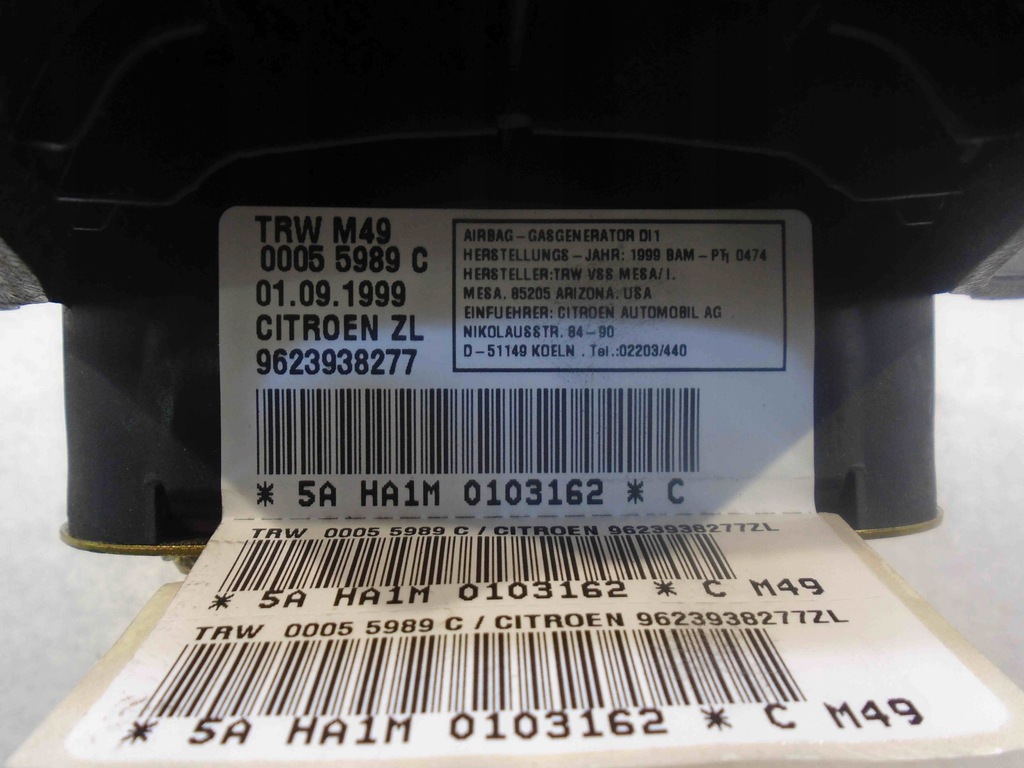 TRW M49
0005 5989 C
01.09.1999
CITROEN ZL
9623938277
AIRBAG - GASGENERATOR DI1
HERSTELLUNGS - JAHR: 1999 BAM - PT1 0474
HERSTELLER: TRW VSS MESA/I.
MESA. 85205 ARIZONA. USA
EINFUEHRER: CITROEN AUTOMOBIL AG
NIKOLAUSSTR. 84 - 90
D - 51149 KOELN . Tel.:02203/440
* 5A HA1M 0103162 * C
TRW 0005 5989 C / CITROEN 9623938277ZL
* 5A HA1M 0103162 * C M49
TRW 0005 5989 C / CITROEN 9623938277ZL
* 5A HA1M 0103162 * C M49